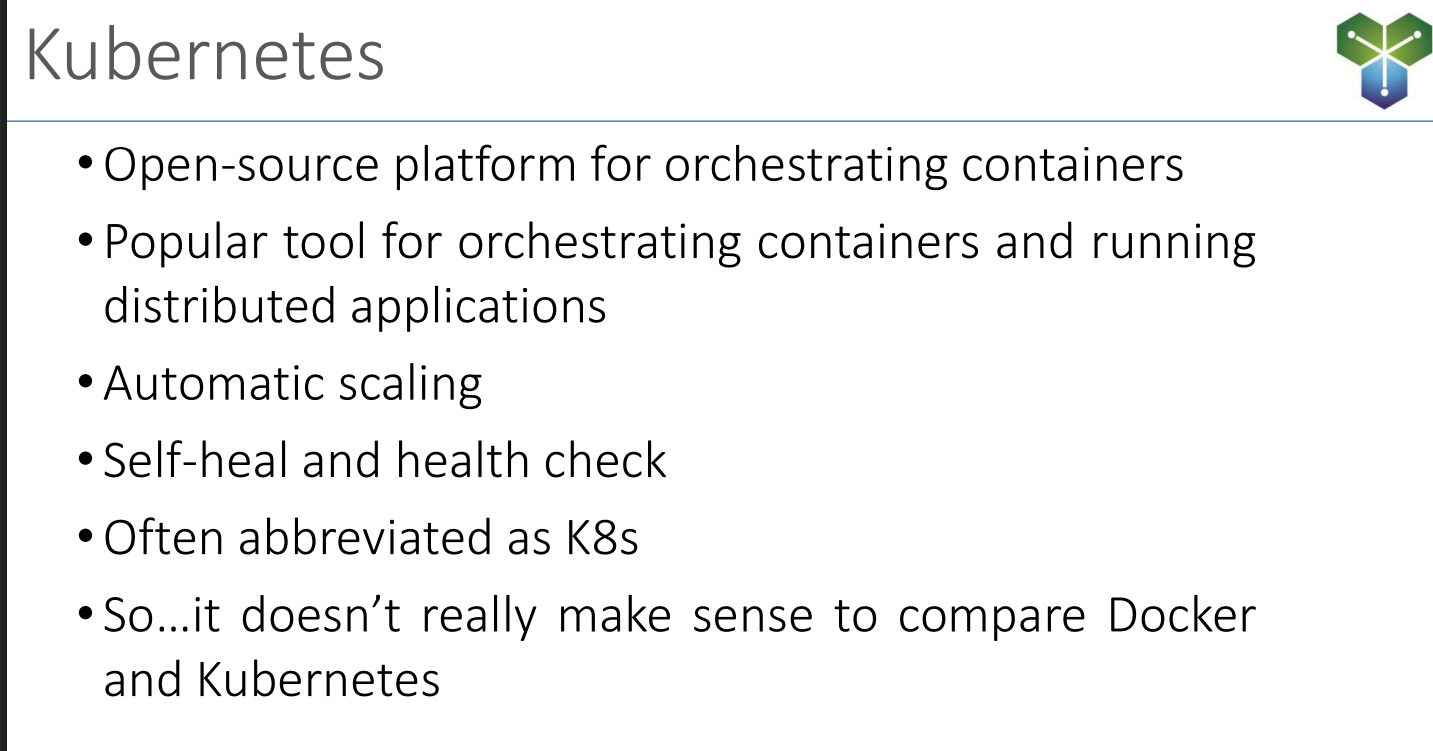 Kubernetes
• Open-source platform for orchestrating containers
• Popular tool for orchestrating containers and running
distributed applications
• Automatic scaling
• Self-heal and health check
• Often abbreviated as K8s
• So...it doesn’t really make sense to compare Docker
and Kubernetes